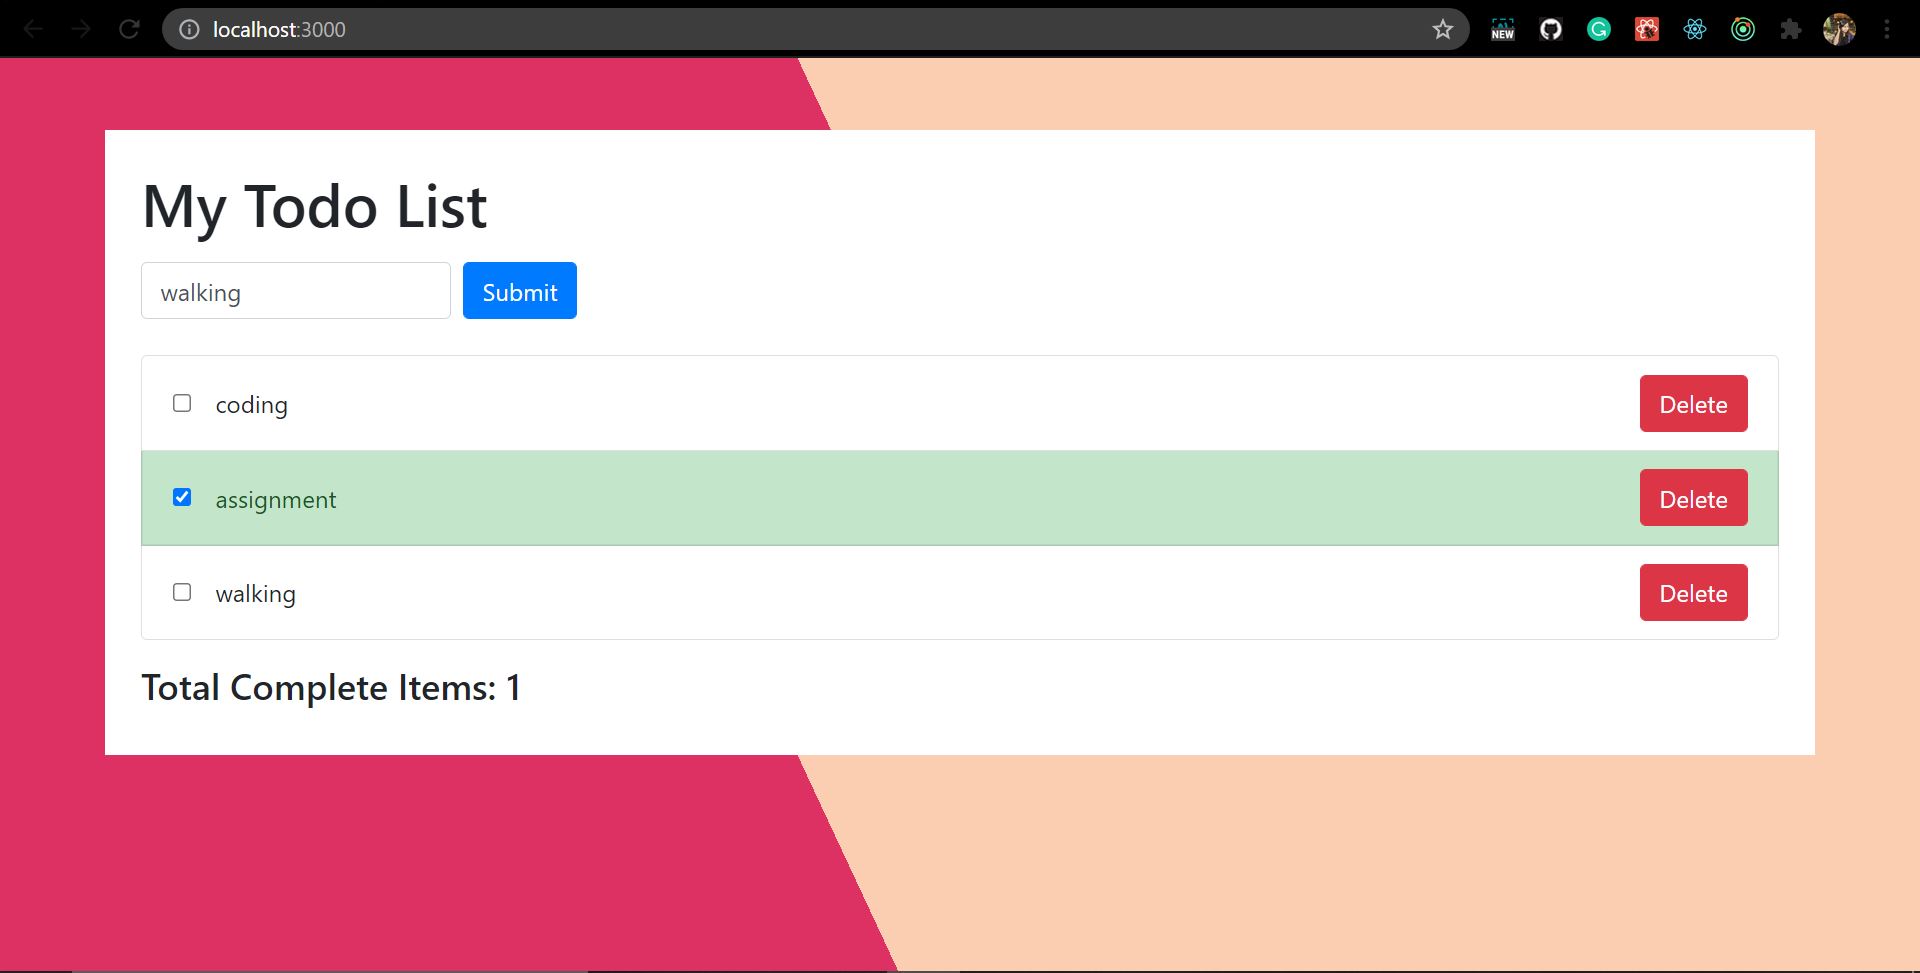 localhost:3000
NEW
My Todo List
walking Submit
coding Delete
assignment Delete
walking Delete
Total Complete Items: 1